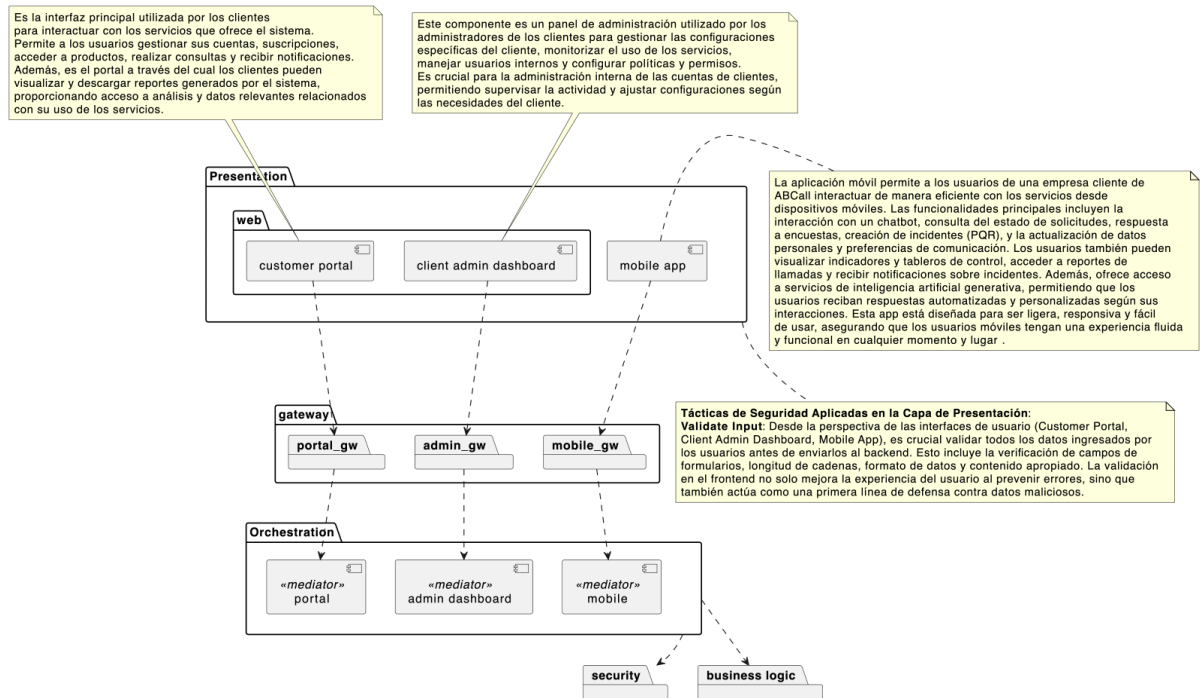 Es la interfaz principal utilizada por los clientes
para interactuar con los servicios que ofrece el sistema.
Permite a los usuarios gestionar sus cuentas, suscripciones,
acceder a productos, realizar consultas y recibir notificaciones.
Además, es el portal a través del cual los clientes pueden
visualizar y descargar reportes generados por el sistema,
proporcionando acceso a análisis y datos relevantes relacionados
con su uso de los servicios.
Este componente es un panel de administración utilizado por los
administradores de los clientes para gestionar las configuraciones
específicas del cliente, monitorizar el uso de los servicios,
manejar usuarios internos y configurar políticas y permisos.
Es crucial para la administración interna de las cuentas de clientes,
permitiendo supervisar la actividad y ajustar configuraciones según
las necesidades del cliente.
Presentation
web
customer portal
client admin dashboard
mobile app
La aplicación móvil permite a los usuarios de una empresa cliente de
ABCall interactuar de manera eficiente con los servicios desde
dispositivos móviles. Las funcionalidades principales incluyen la
interacción con un chatbot, consulta del estado de solicitudes, respuesta
a encuestas, creación de incidentes (PQR), y la actualización de datos
personales y preferencias de comunicación. Los usuarios también pueden
visualizar indicadores y tableros de control, acceder a reportes de
llamadas y recibir notificaciones sobre incidentes. Además, ofrece acceso
a servicios de inteligencia artificial generativa, permitiendo que los
usuarios reciban respuestas automatizadas y personalizadas según sus
interacciones. Esta app está diseñada para ser ligera, responsiva y fácil
de usar, asegurando que los usuarios móviles tengan una experiencia fluida
y funcional en cualquier momento y lugar .
Tácticas de Seguridad Aplicadas en la Capa de Presentación:
Validate Input: Desde la perspectiva de las interfaces de usuario (Customer Portal,
Client Admin Dashboard, Mobile App), es crucial validar todos los datos ingresados por
los usuarios antes de enviarlos al backend. Esto incluye la verificación de campos de
formularios, longitud de cadenas, formato de datos y contenido apropiado. La validación
en el frontend no solo mejora la experiencia del usuario al prevenir errores, sino que
también actúa como una primera línea de defensa contra datos maliciosos.
gateway
portal_gw
admin_gw
mobile_gw
Orchestration
«mediator»
portal
«mediator»
admin dashboard
«mediator»
mobile
security
business logic